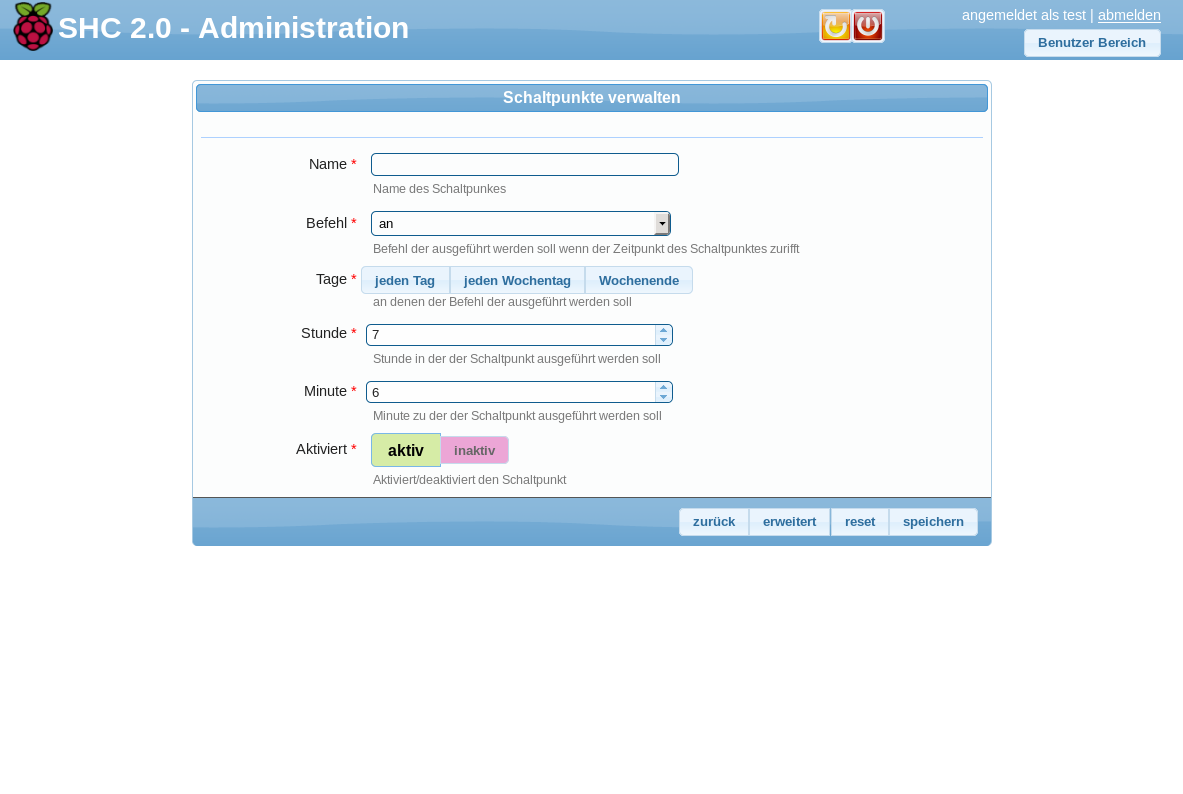 SHC 2.0 - Administration
angemeldet als test | abmelden
Benutzer Bereich
Schaltpunkte verwalten
Name *
Name des Schaltpunkes
Befehl * an
Befehl der ausgeführt werden soll wenn der Zeitpunkt des Schaltpunktes zurifft
Tage * jeden Tag jeden Wochentag Wochenende
an denen der Befehl der ausgeführt werden soll
Stunde * 7
Stunde in der der Schaltpunkt ausgeführt werden soll
Minute * 6
Minute zu der der Schaltpunkt ausgeführt werden soll
Aktiviert * aktiv inaktiv
Aktiviert/deaktiviert den Schaltpunkt
zurück erweitert reset speichern